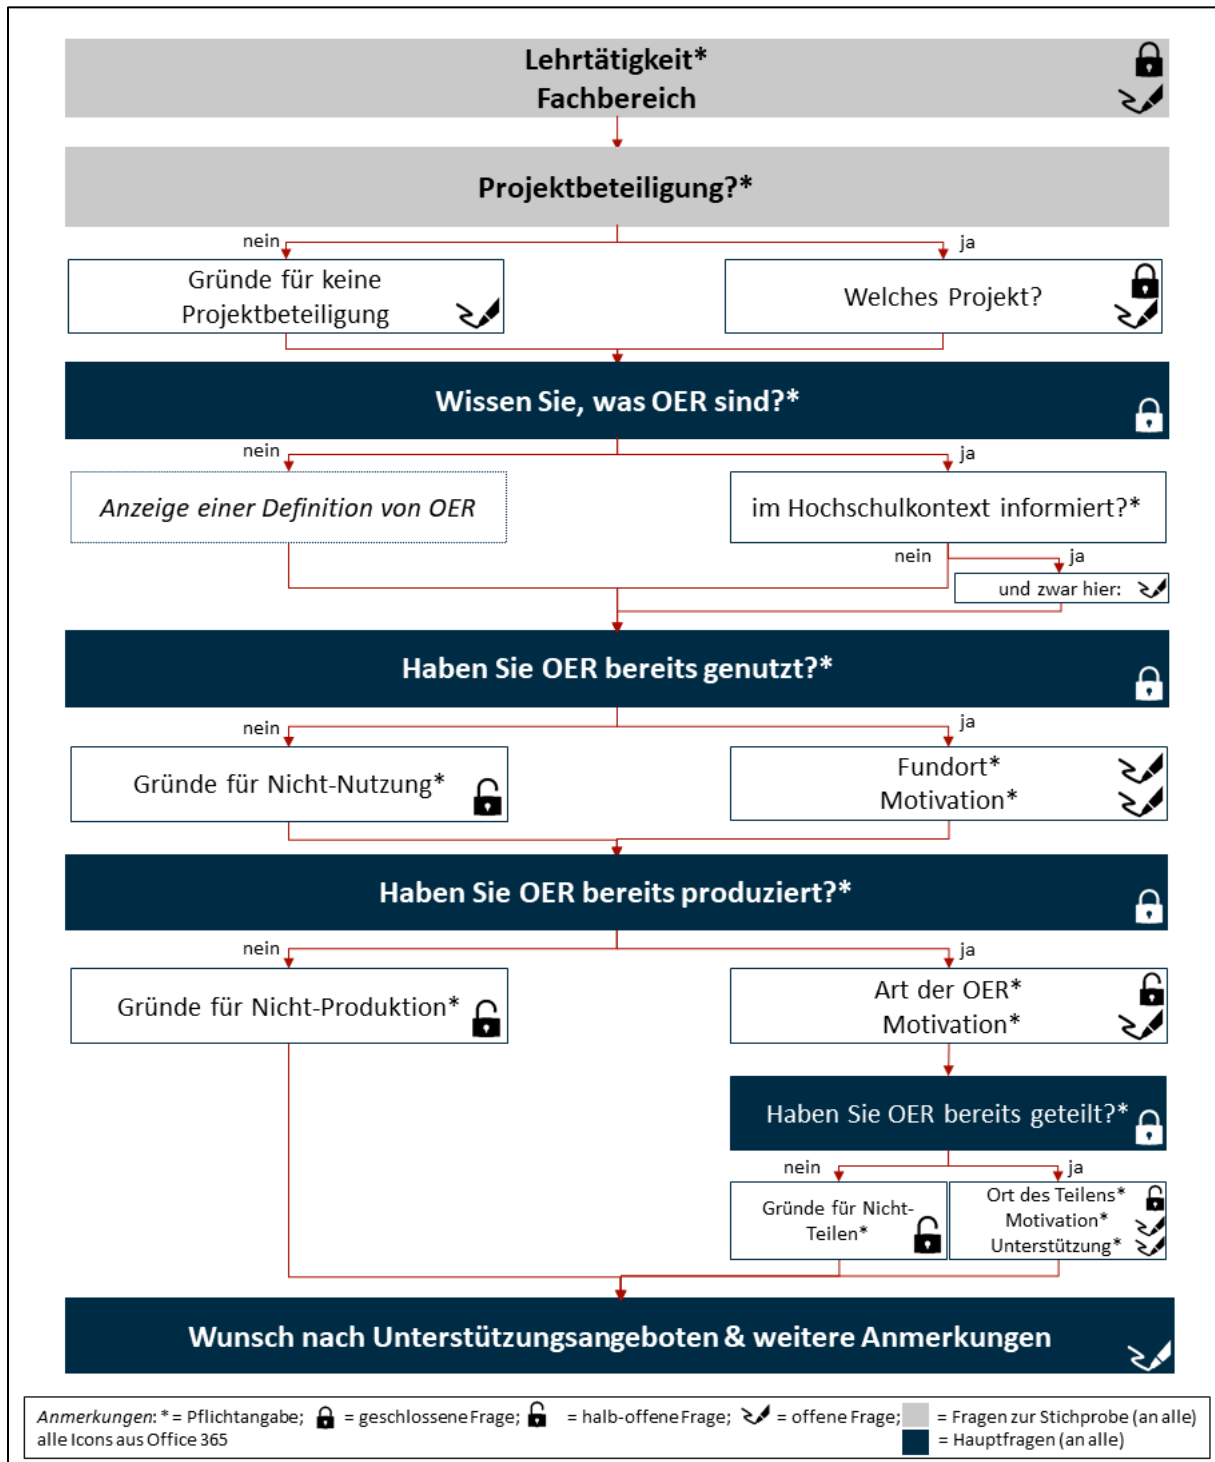 Lehrtätigkeit*
Fachbereich
Projektbeteiligung?*
nein
ja
Gründe für keine
Projektbeteiligung
Welches Projekt?
Wissen Sie, was OER sind?*
nein
ja
Anzeige einer Definition von OER
im Hochschulkontext informiert?*
nein
ja
und zwar hier:
Haben Sie OER bereits genutzt?*
nein
ja
Gründe für Nicht-Nutzung*
Fundort*
Motivation*
Haben Sie OER bereits produziert?*
nein
ja
Gründe für Nicht-Produktion*
Art der OER*
Motivation*
Haben Sie OER bereits geteilt?*
nein
ja
Gründe für Nicht-
Teilen*
Ort des Teilens*
Motivation*
Unterstützung*
Wunsch nach Unterstützungsangeboten & weitere Anmerkungen
Anmerkungen: * = Pflichtangabe; = geschlossene Frage; = halb-offene Frage; = offene Frage; = Fragen zur Stichprobe (an alle)
alle Icons aus Office 365 = Hauptfragen (an alle)